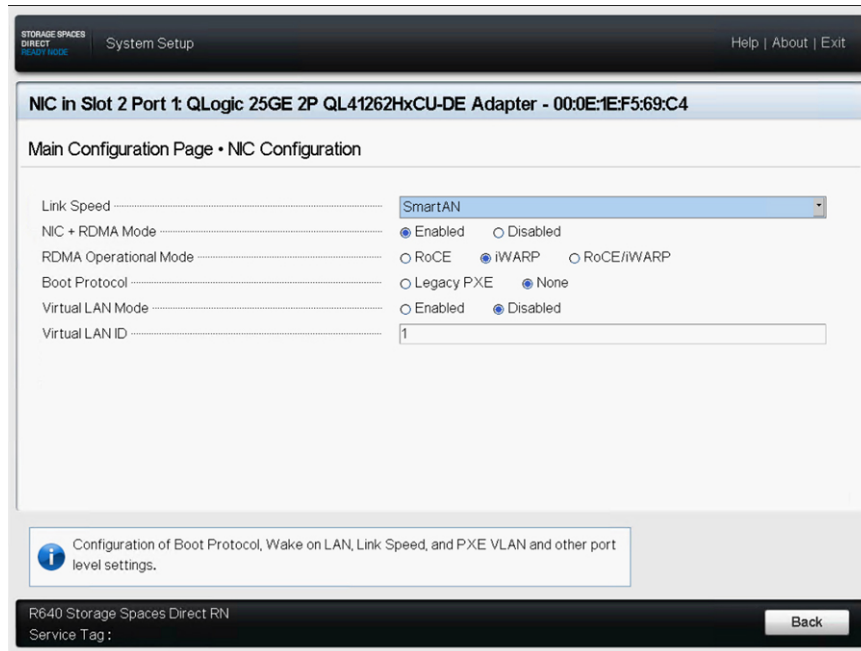 STORAGE SPACES
DIRECT
READY NODE
System Setup
Help | About | Exit
NIC in Slot 2 Port 1: QLogic 25GE 2P QL41262HxCU-DE Adapter - 00:0E:1E:F5:69:C4
Main Configuration Page • NIC Configuration
Link Speed SmartAN
NIC + RDMA Mode Enabled Disabled
RDMA Operational Mode RoCE iWARP RoCE/iWARP
Boot Protocol Legacy PXE None
Virtual LAN Mode Enabled Disabled
Virtual LAN ID 1
Configuration of Boot Protocol, Wake on LAN, Link Speed, and PXE VLAN and other port
level settings.
R640 Storage Spaces Direct RN
Service Tag :
Back